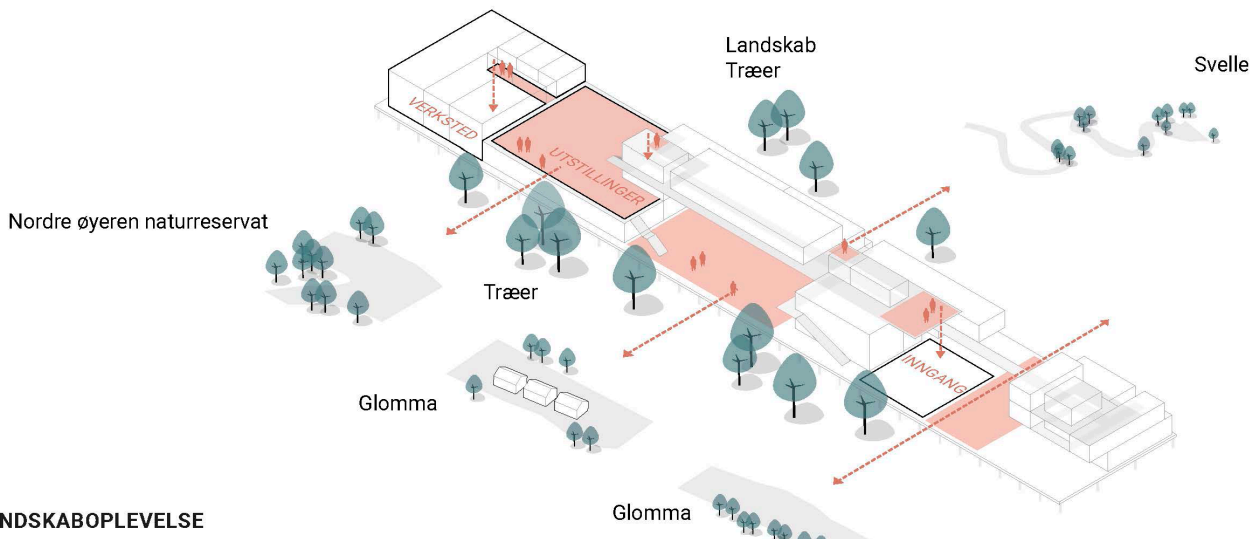 Landskab
Træer
Svelle
VERKSTED
UTSTILLINGER
Nordre øyeren naturreservat
Træer
INNGANG
Glomma
Glomma
NDSKABOPLEVELSE